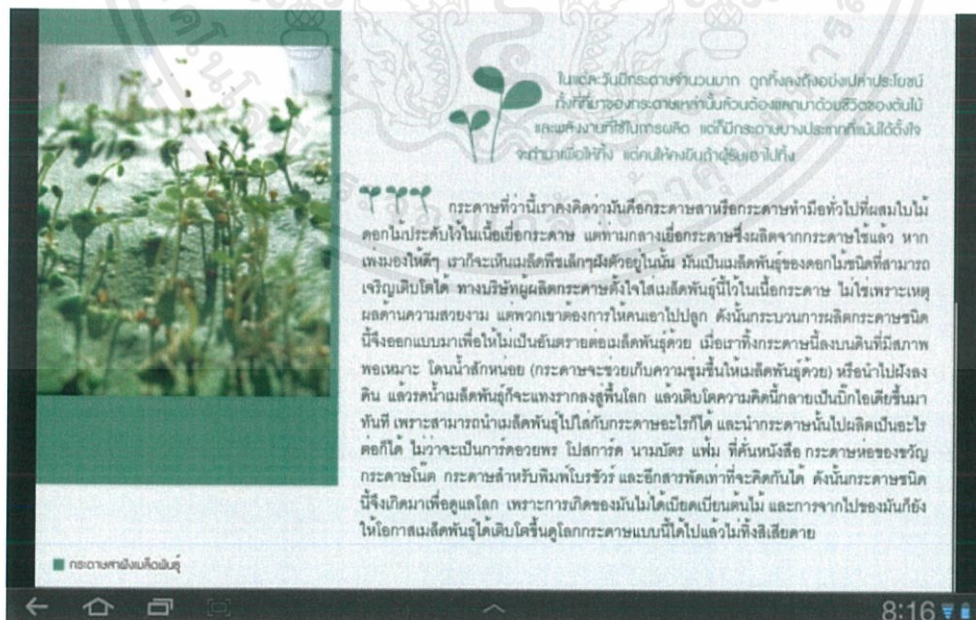 ในแต่ละวันมีกระดาษจำนวนมาก ถูกทิ้งลงถังอย่างเปล่าประโยชน์
ทั้งที่ที่มาของกระดาษเหล่านั้นล้วนต้องแลกมาด้วยชีวิตของต้นไม้
และพลังงานที่ใช้ในการผลิต แต่ก็มีกระดาษบางประเภทที่แม้ไม่ได้ตั้งใจ
จะทำมาเพื่อให้ทิ้ง แต่คนให้คงยินดีถ้าผู้รับเอาไปทิ้ง
กระดาษที่ว่านี้เราคงคิดว่ามันคือกระดาษสาหรือกระดาษทำมือทั่วไปที่ผสมใบไม้
ดอกไม้ประดับไว้ในเนื้อเยื่อกระดาษ แต่ท่ามกลางเยื่อกระดาษซึ่งผลิตจากกระดาษใช้แล้ว หาก
เพ่งมองให้ดีๆ เราก็จะเห็นเมล็ดพืชเล็กๆฝังตัวอยู่ในนั้น มันเป็นเมล็ดพันธุ์ของดอกไม้ชนิดที่สามารถ
เจริญเติบโตได้ ทางบริษัทผู้ผลิตกระดาษตั้งใจใส่เมล็ดพันธุ์นี้ไว้ในเนื้อกระดาษ ไม่ใช่เพราะเหตุ
ผลด้านความสวยงาม แต่พวกเขาต้องการให้คนเอาไปปลูก ดังนั้นกระบวนการผลิตกระดาษชนิด
นี้จึงออกแบบมาเพื่อให้ไม่เป็นอันตรายต่อเมล็ดพันธุ์ด้วย เมื่อเราทิ้งกระดาษนี้ลงบนดินที่มีสภาพ
พอเหมาะ โดนน้ำสักหน่อย (กระดาษจะช่วยเก็บความชุ่มชื้นให้เมล็ดพันธุ์ด้วย) หรือนำไปฝังลง
ดิน แล้วรดน้ำเมล็ดพันธุ์ก็จะแทงรากลงสู่พื้นโลก แล้วเติบโตความคิดนี้กลายเป็นบิ๊กไอเดียขึ้นมา
ทันที เพราะสามารถนำเมล็ดพันธุ์ไปใส่กับกระดาษอะไรก็ได้ และนำกระดาษนั้นไปผลิตเป็นอะไร
ต่อก็ได้ ไม่ว่าจะเป็นการ์ดอวยพร โปสการ์ด นามบัตร แฟ้ม ที่คั่นหนังสือ กระดาษห่อของขวัญ
กระดาษโน้ต กระดาษสำหรับพิมพ์โบรชัวร์ และอีกสารพัดเท่าที่จะคิดกันได้ ดังนั้นกระดาษชนิด
นี้จึงเกิดมาเพื่อดูแลโลก เพราะการเกิดของมันไม่ได้เบียดเบียนต้นไม้ และการจากไปของมันก็ยัง
ให้โอกาสเมล็ดพันธุ์ได้เติบโตขึ้นดูโลกกระดาษแบบนี้ได้ไปแล้วไม่ทิ้งสิเสียดาย
กระดาษสาฝังเมล็ดพันธุ์
8:16